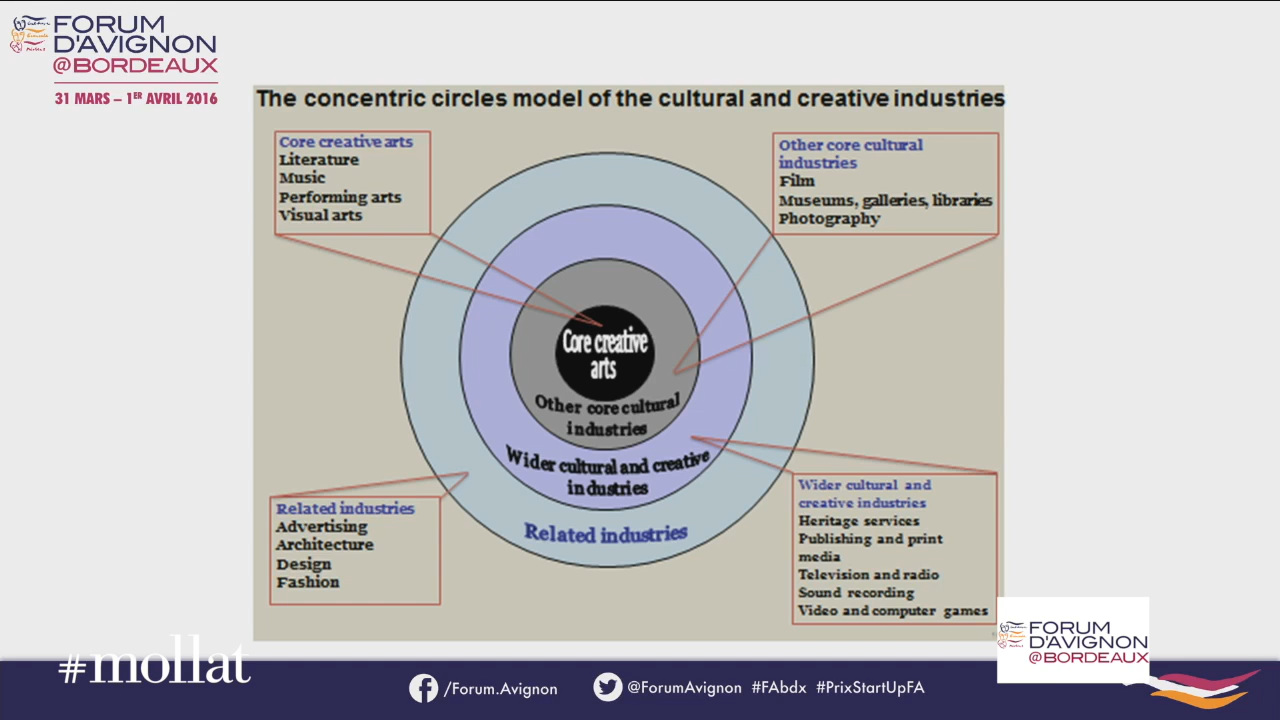 FORUM
D'AVIGNON
@BORDEAUX
31 MARS – 1ER AVRIL 2016
The concentric circles model of the cultural and creative industries
Core creative arts
Literature
Music
Performing arts
Visual arts
Other core cultural
industries
Film
Museums, galleries, libraries
Photography
Core creative
arts
Other core cultural
industries
Wider cultural and creative
industries
Related industries
Related industries
Advertising
Architecture
Design
Fashion
Wider cultural and
creative industries
Heritage services
Publishing and print
media
Television and radio
Sound recording
Video and computer games
FORUM
D'AVIGNON
@BORDEAUX
#mollat
/Forum.Avignon
@ForumAvignon #FAbdx #PrixStartUpFA